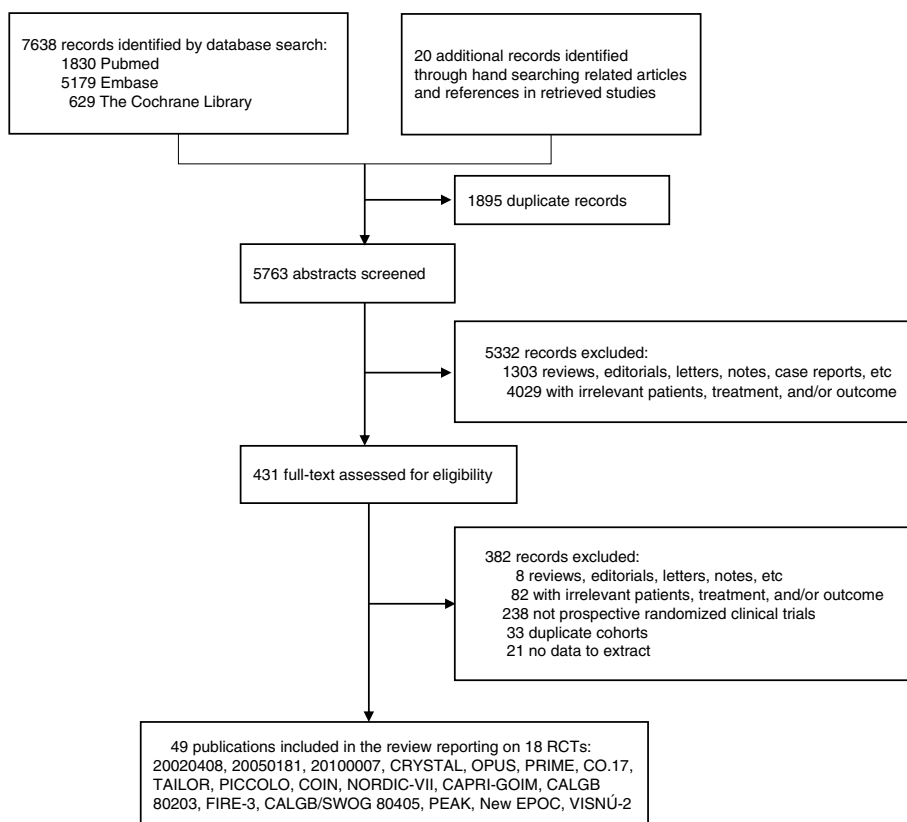 7638 records identified by database search:
1830 Pubmed
5179 Embase
629 The Cochrane Library
20 additional records identified
through hand searching related articles
and references in retrieved studies
1895 duplicate records
5763 abstracts screened
5332 records excluded:
1303 reviews, editorials, letters, notes, case reports, etc
4029 with irrelevant patients, treatment, and/or outcome
431 full-text assessed for eligibility
382 records excluded:
8 reviews, editorials, letters, notes, etc
82 with irrelevant patients, treatment, and/or outcome
238 not prospective randomized clinical trials
33 duplicate cohorts
21 no data to extract
49 publications included in the review reporting on 18 RCTs:
20020408, 20050181, 20100007, CRYSTAL, OPUS, PRIME, CO.17,
TAILOR, PICCOLO, COIN, NORDIC-VII, CAPRI-GOIM, CALGB
80203, FIRE-3, CALGB/SWOG 80405, PEAK, New EPOC, VISNÚ-2